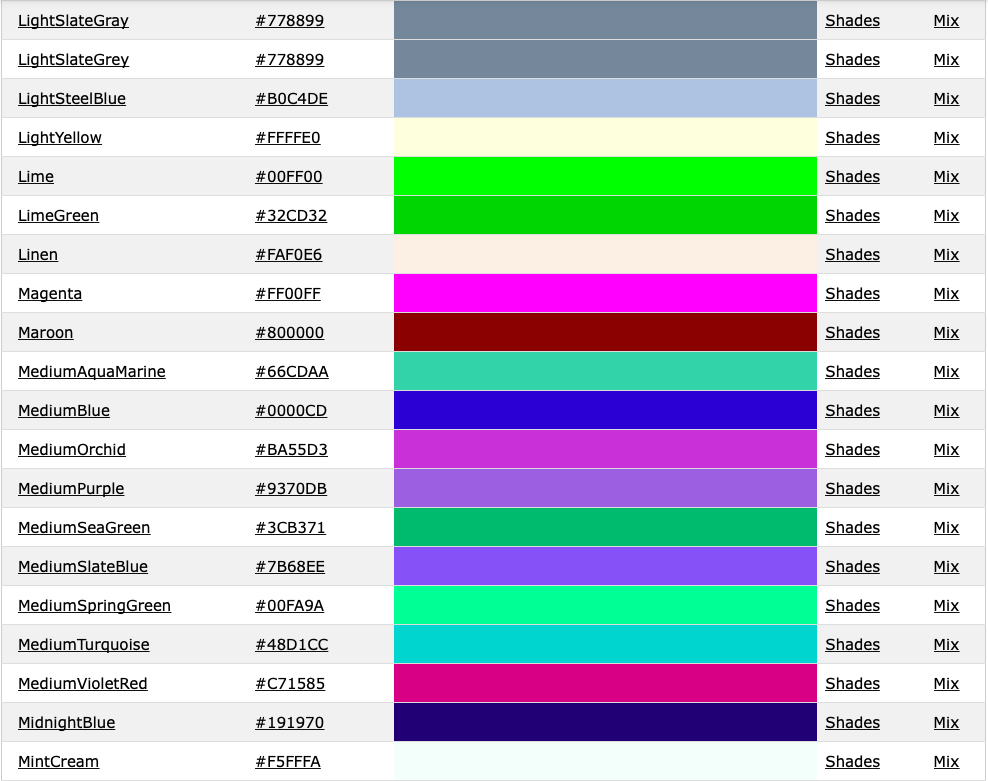 LightSlateGray #778899 Shades Mix
LightSlateGrey #778899 Shades Mix
LightSteelBlue #B0C4DE Shades Mix
LightYellow #FFFFE0 Shades Mix
Lime #00FF00 Shades Mix
LimeGreen #32CD32 Shades Mix
Linen #FAF0E6 Shades Mix
Magenta #FF00FF Shades Mix
Maroon #800000 Shades Mix
MediumAquaMarine #66CDAA Shades Mix
MediumBlue #0000CD Shades Mix
MediumOrchid #BA55D3 Shades Mix
MediumPurple #9370DB Shades Mix
MediumSeaGreen #3CB371 Shades Mix
MediumSlateBlue #7B68EE Shades Mix
MediumSpringGreen #00FA9A Shades Mix
MediumTurquoise #48D1CC Shades Mix
MediumVioletRed #C71585 Shades Mix
MidnightBlue #191970 Shades Mix
MintCream #F5FFFA Shades Mix